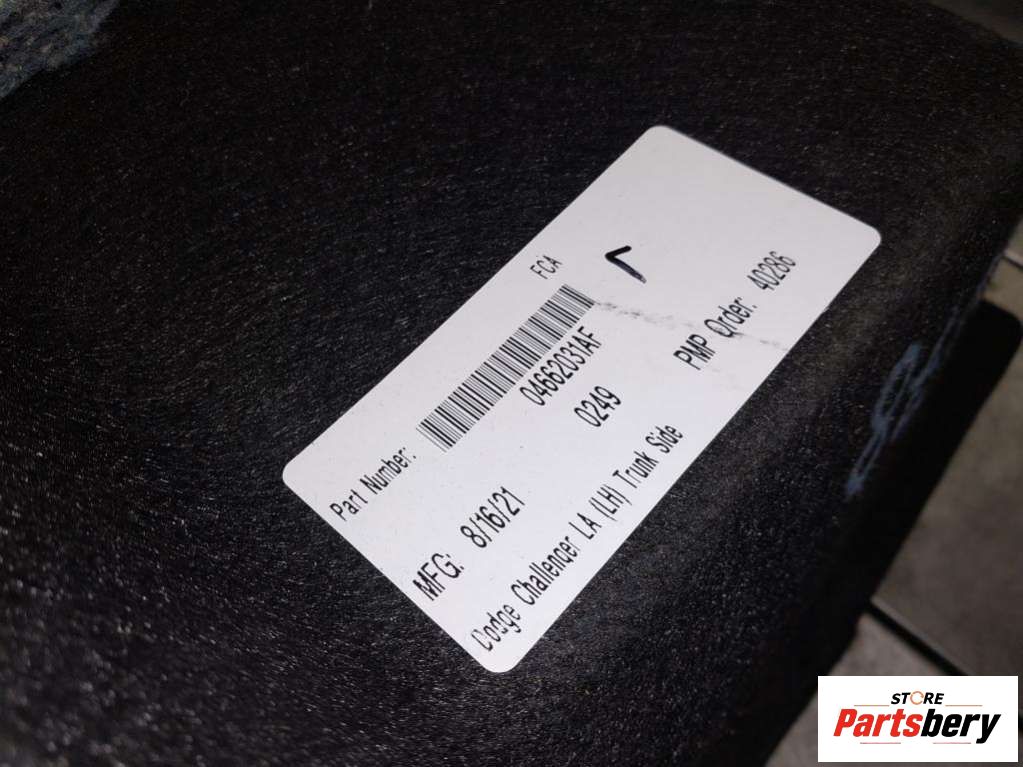 FCA
Part Number:
04662031AF
0249
MFG: 8/16/21
PMP Order: 40286
Dodge Challenger LA (LH) Trunk Side
STORE
Partsbery